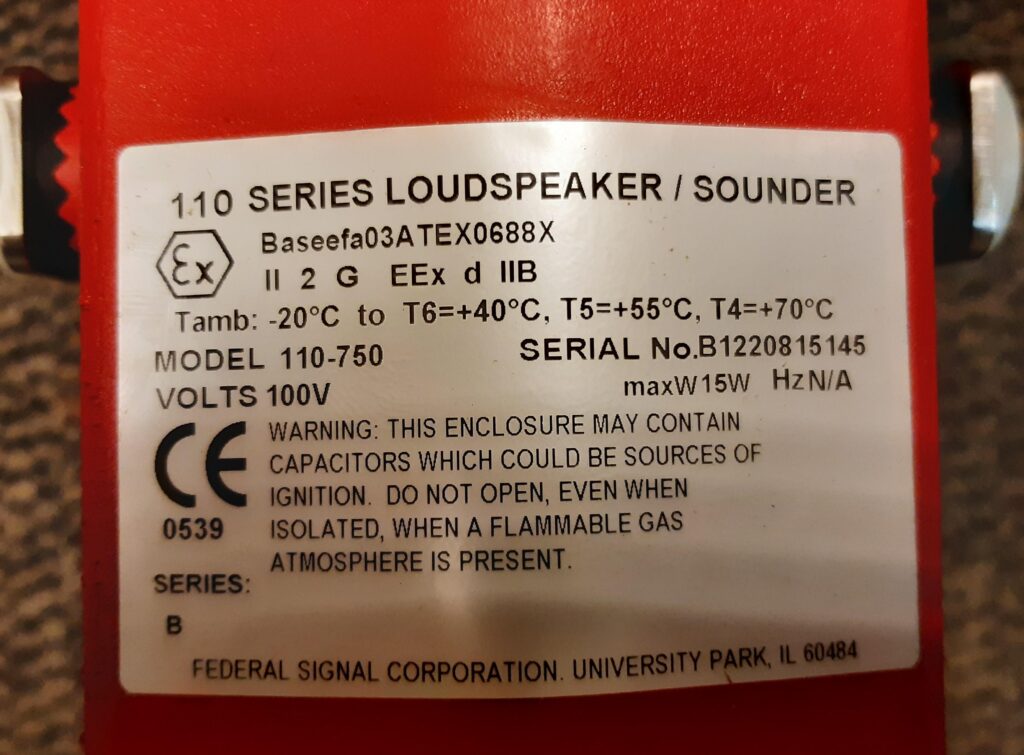 110 SERIES LOUDSPEAKER / SOUNDER
Baseefa03ATEX0688X
Ex II 2 G EEx d IIB
Tamb: -20°C to T6=+40°C, T5=+55°C, T4=+70°C
MODEL 110-750 SERIAL No.B1220815145
VOLTS 100V maxW15W HzN/A
CE WARNING: THIS ENCLOSURE MAY CONTAIN
CAPACITORS WHICH COULD BE SOURCES OF
IGNITION. DO NOT OPEN, EVEN WHEN
0539 ISOLATED, WHEN A FLAMMABLE GAS
ATMOSPHERE IS PRESENT.
SERIES:
B
FEDERAL SIGNAL CORPORATION. UNIVERSITY PARK, IL 60484